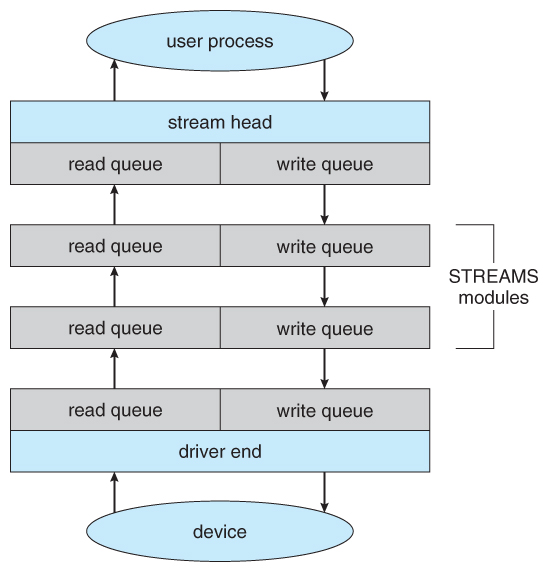 user process
stream head
read queue
write queue
read queue
write queue
STREAMS
modules
read queue
write queue
read queue
write queue
driver end
device